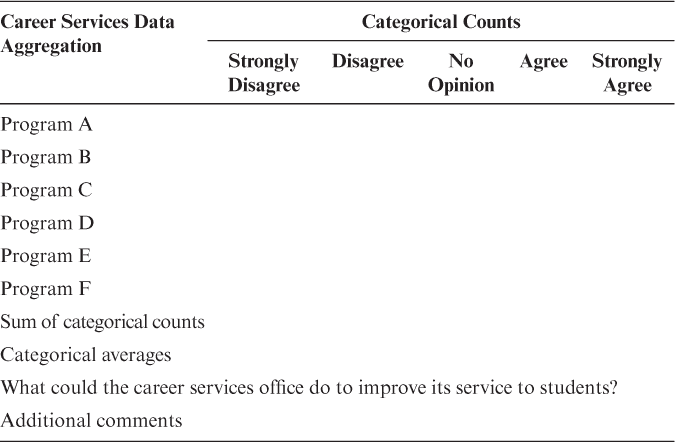 Career Services Data
Aggregation
Categorical Counts
Strongly
Disagree
Disagree
No
Opinion
Agree
Strongly
Agree
Program A
Program B
Program C
Program D
Program E
Program F
Sum of categorical counts
Categorical averages
What could the career services office do to improve its service to students?
Additional comments